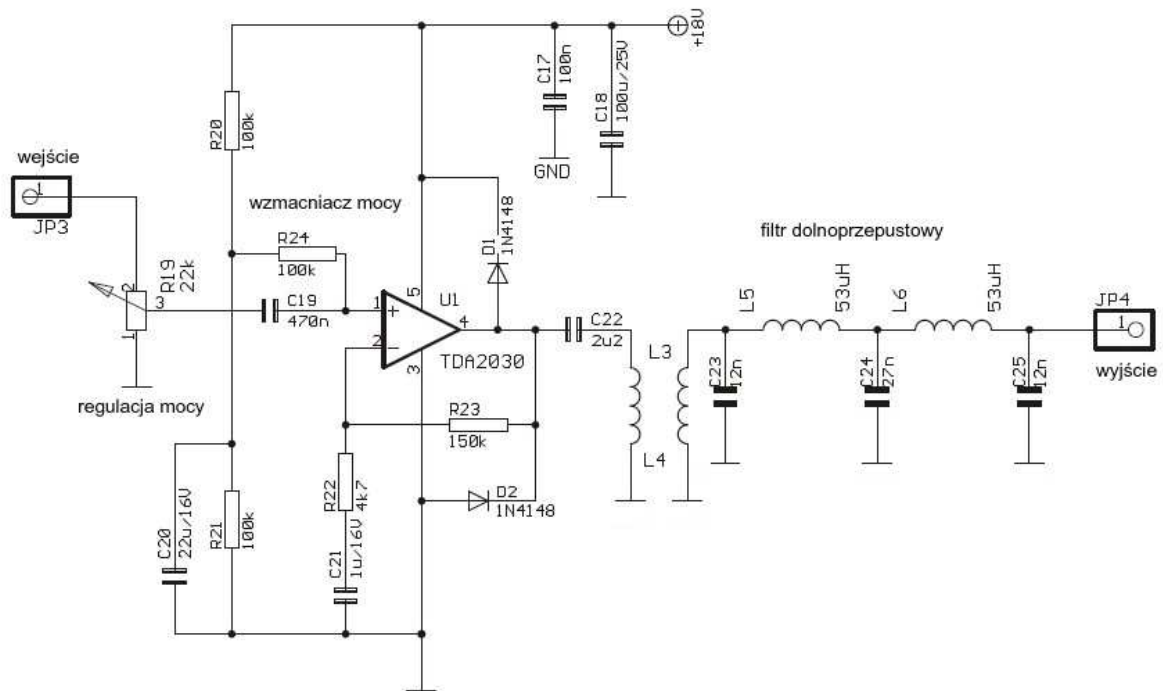 +18V
C17
100n
C18
100u/25V
GND
R20
100k
wejście
1
JP3
R19
22k
2
3
1
regulacja mocy
wzmacniacz mocy
R24
100k
C19
470n
D1
1N4148
U1
5
1
+
2
-
4
3
TDA2030
C22
2u2
R23
150k
R22
4k7
D2
1N4148
C21
1u/16V
C20
22u/16V
R21
100k
L3
L4
filtr dolnoprzepustowy
L5
53uH
L6
53uH
C23
12n
C24
27n
C25
12n
JP4
1
wyjście